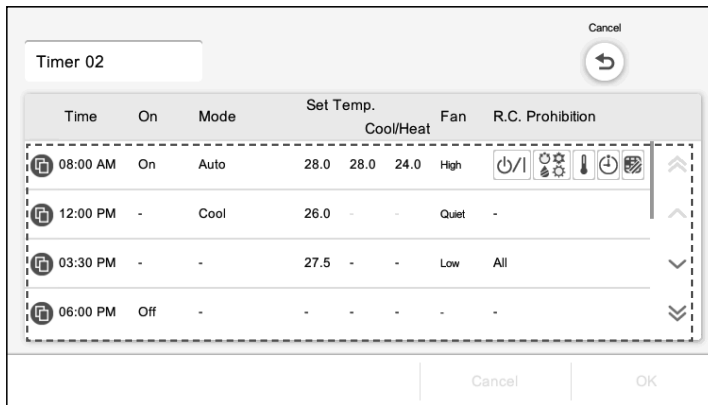 Cancel
Timer 02
Time On Mode Set Temp. Cool/Heat Fan R.C. Prohibition
08:00 AM On Auto 28.0 28.0 24.0 High
12:00 PM - Cool 26.0 - - Quiet -
03:30 PM - - 27.5 - - Low All
06:00 PM Off - - - - - -
Cancel OK